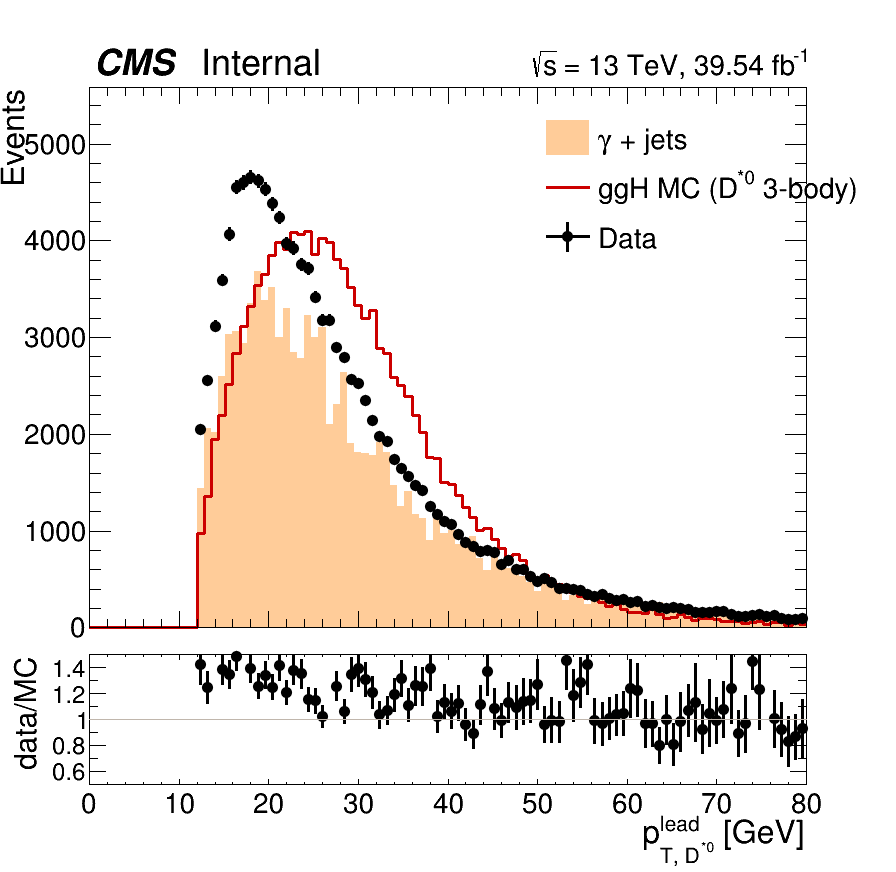 CMS Internal
√s = 13 TeV, 39.54 fb⁻¹
Events
5000
4000
3000
2000
1000
0
γ + jets
ggH MC (D*⁰ 3-body)
Data
data/MC
1.4
1.2
1
0.8
0.6
0 10 20 30 40 50 60 70 80
p^lead_T, D*⁰ [GeV]